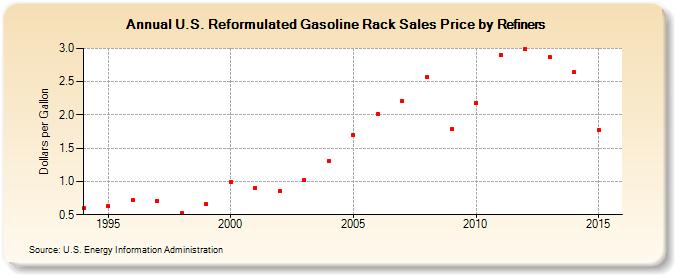 Annual U.S. Reformulated Gasoline Rack Sales Price by Refiners
Dollars per Gallon
3.0
2.5
2.0
1.5
1.0
0.5
1995 2000 2005 2010 2015
Source: U.S. Energy Information Administration